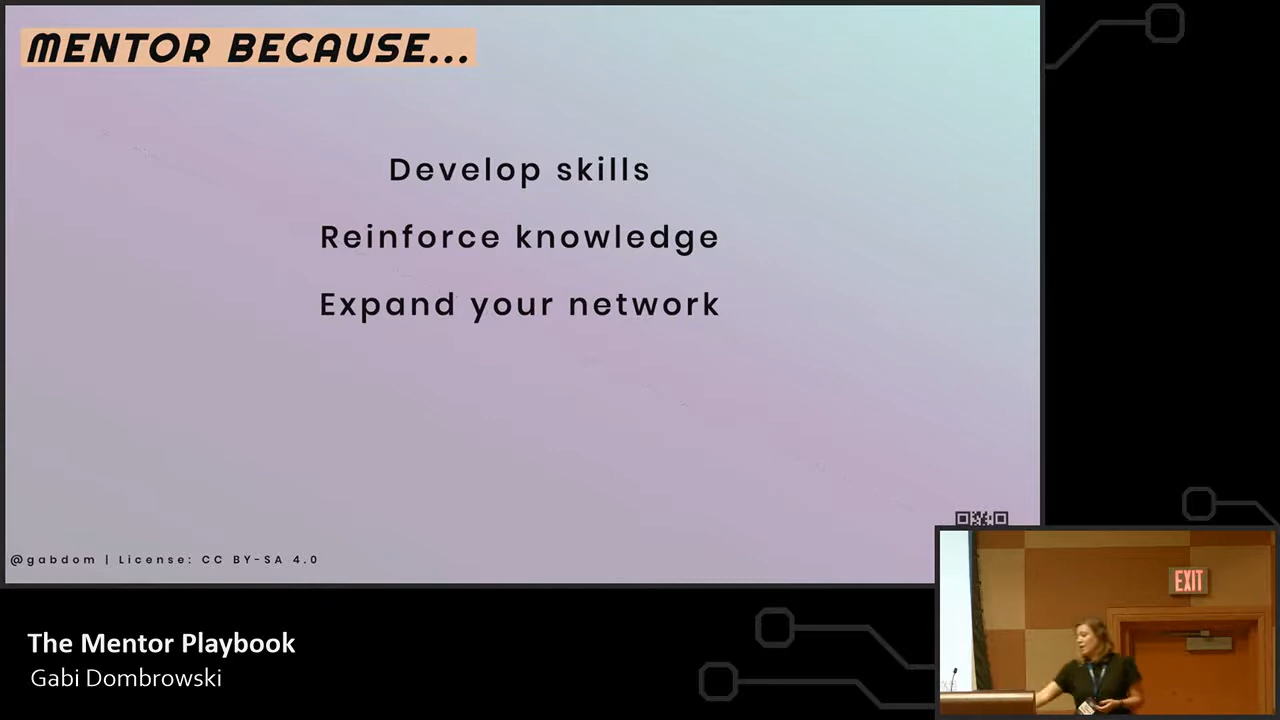 MENTOR BECAUSE...
Develop skills
Reinforce knowledge
Expand your network
@gabdom | License: CC BY-SA 4.0
EXIT
The Mentor Playbook
Gabi Dombrowski